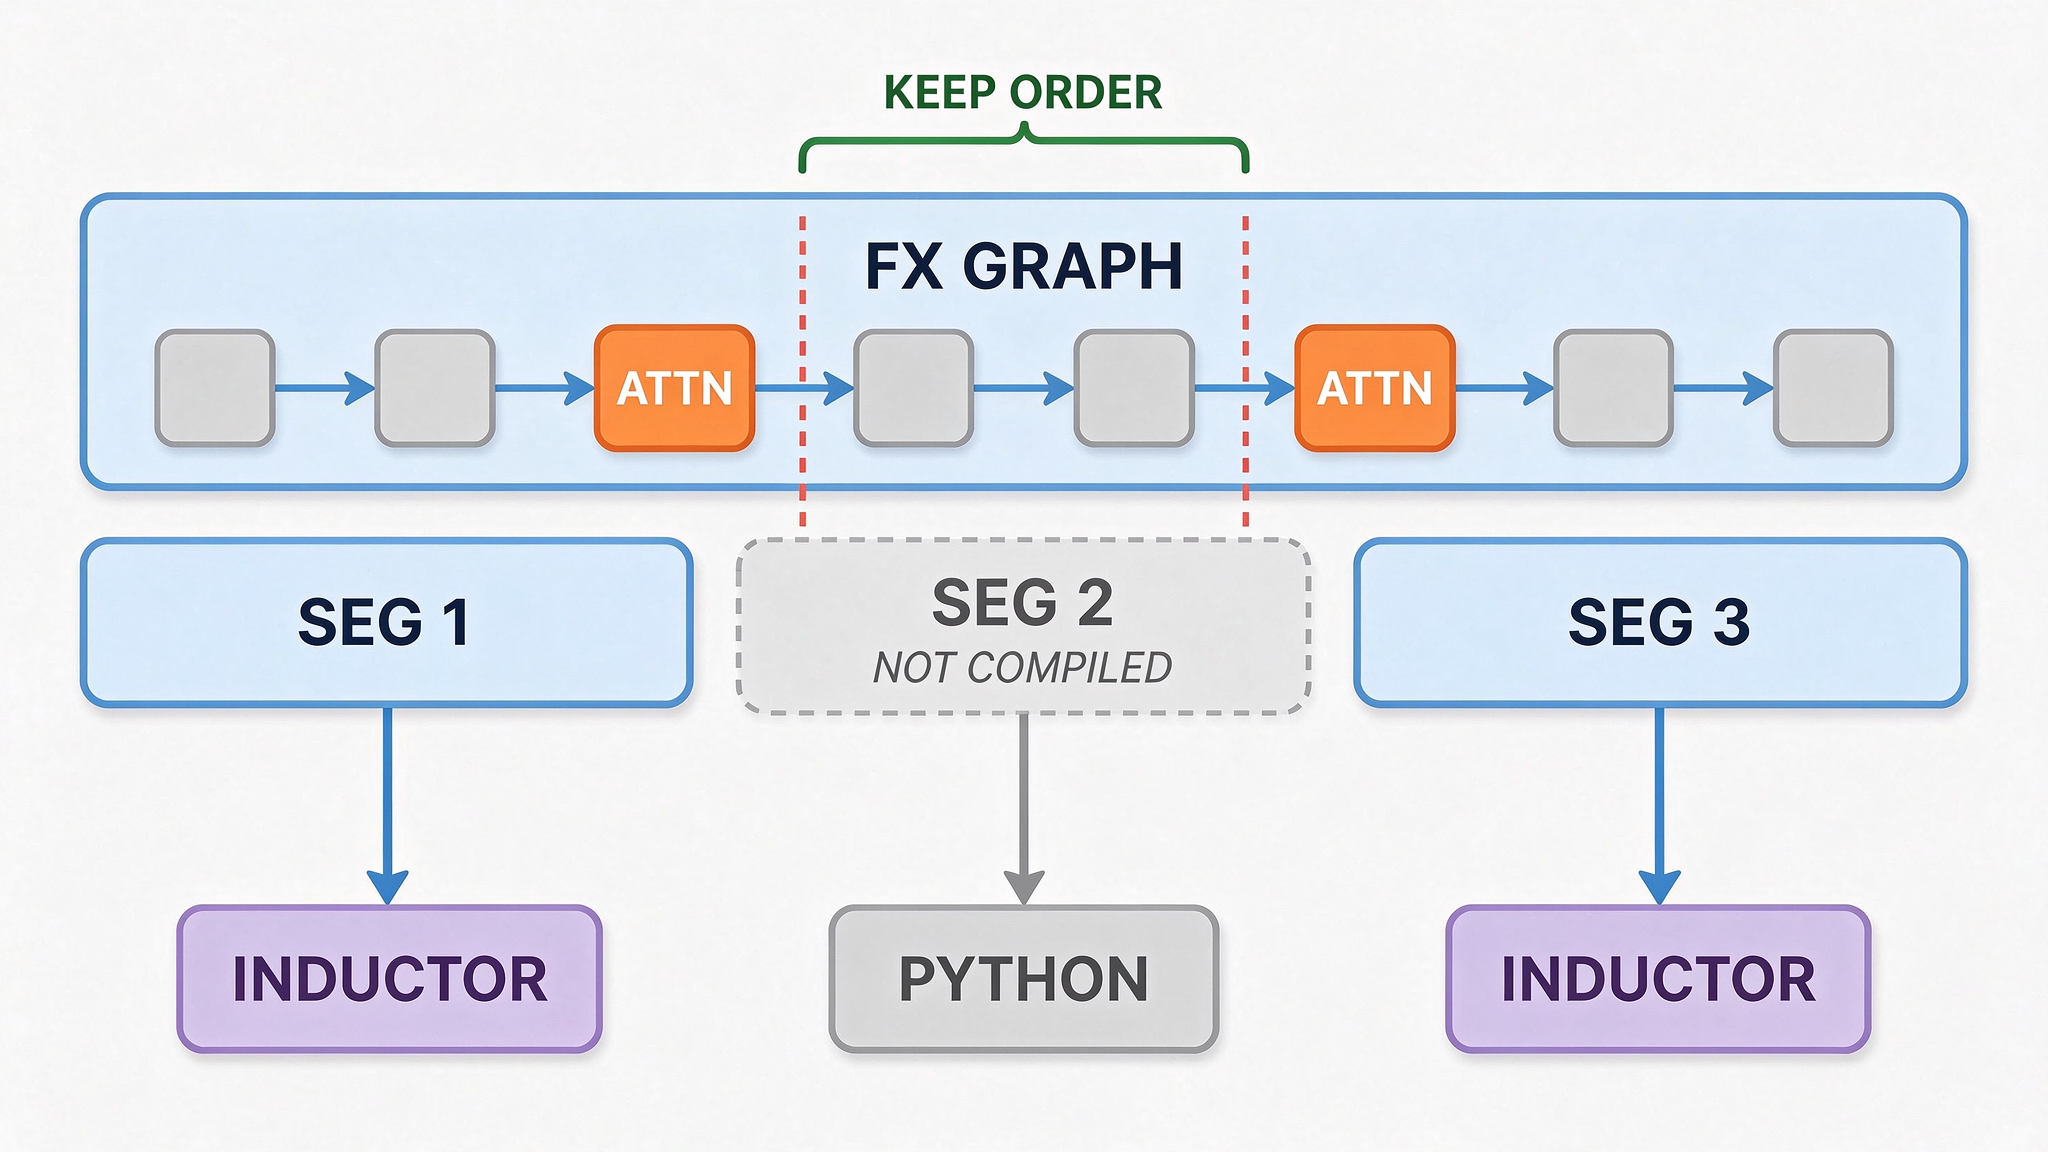 KEEP ORDER
FX GRAPH
ATTN
ATTN
SEG 1
SEG 2
NOT COMPILED
SEG 3
INDUCTOR
PYTHON
INDUCTOR